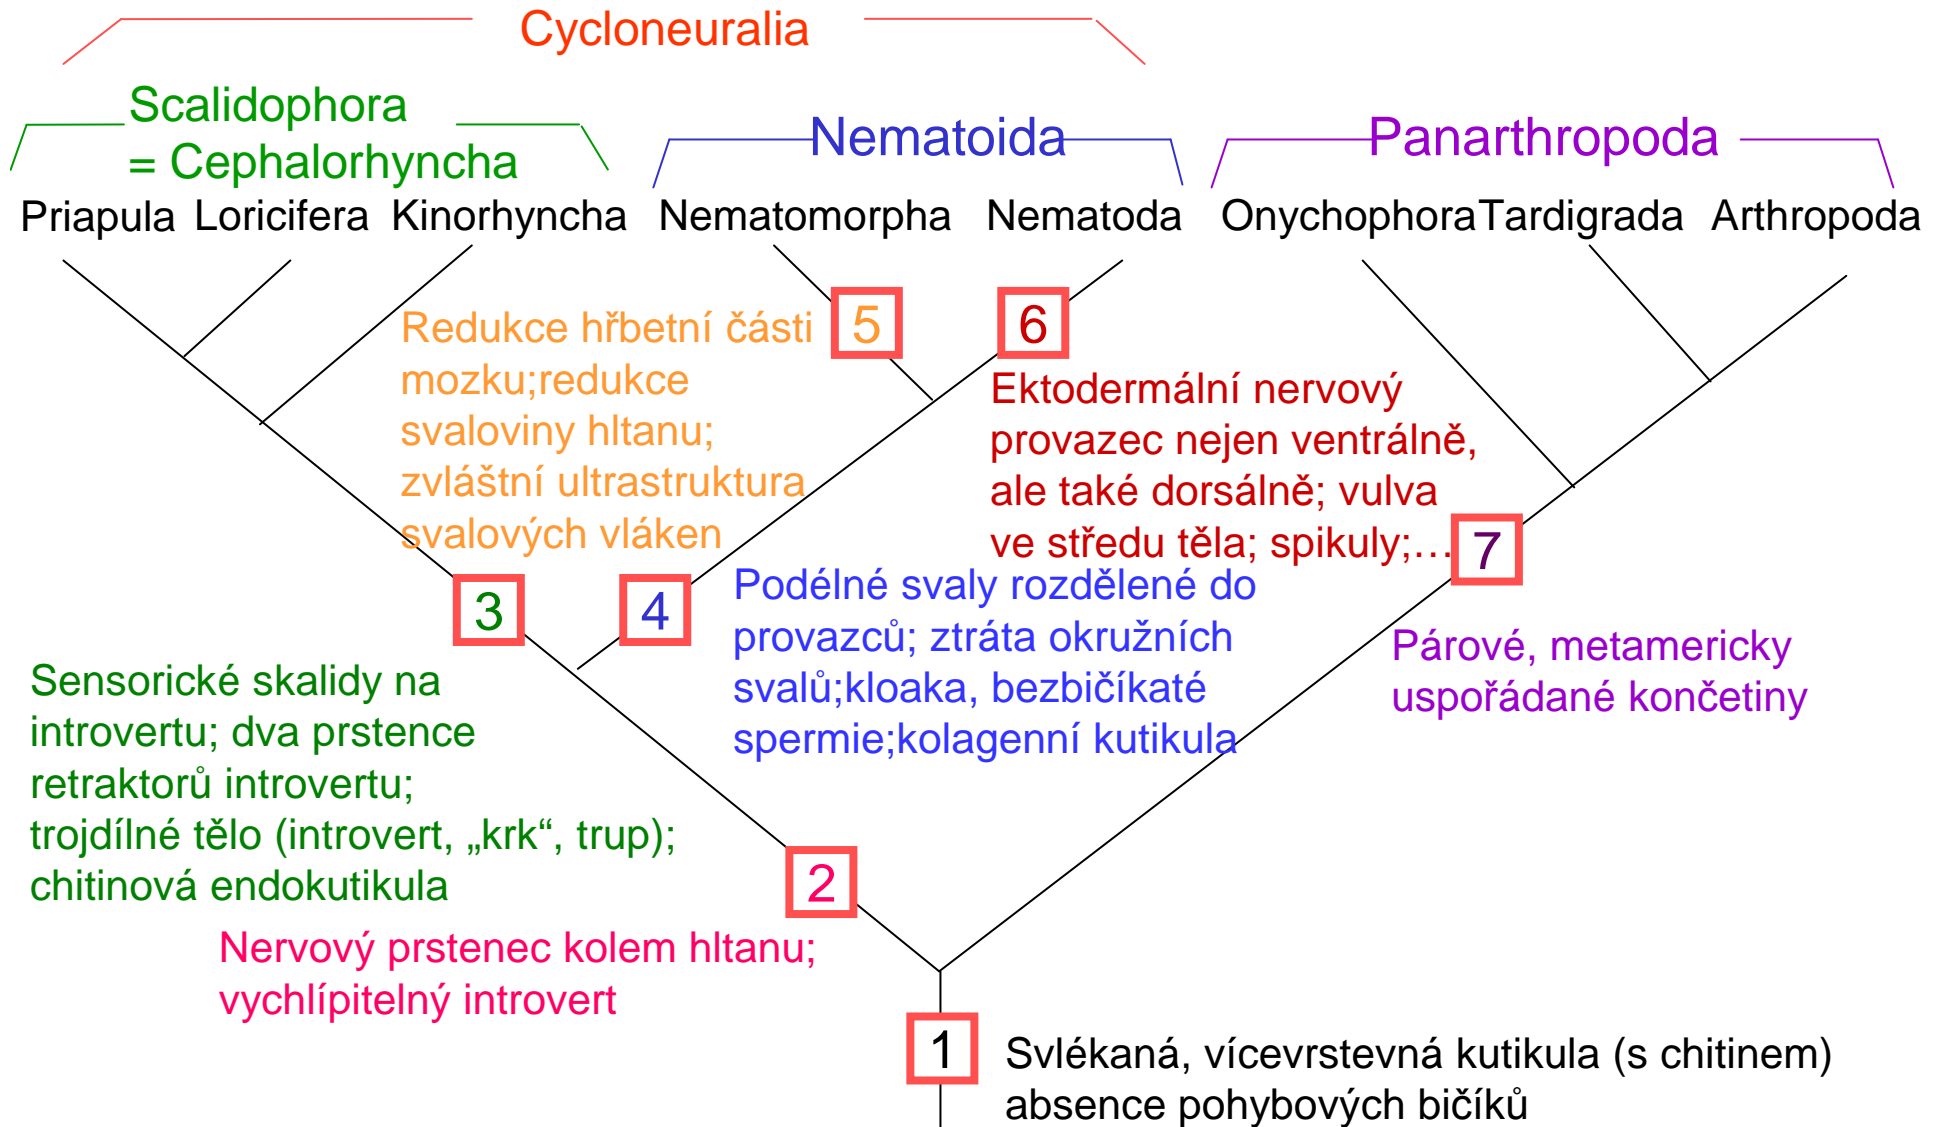 Cycloneuralia
Scalidophora
= Cephalorhyncha
Nematoida
Panarthropoda
Priapula Loricifera Kinorhyncha Nematomorpha Nematoda Onychophora Tardigrada Arthropoda
5
6
Redukce hřbetní části
mozku;redukce
svaloviny hltanu;
zvláštní ultrastruktura
svalových vláken
Ektodermální nervový
provazec nejen ventrálně,
ale také dorsálně; vulva
ve středu těla; spikuly;...
7
3
4
Podélné svaly rozdělené do
provazců; ztráta okružních
svalů;kloaka, bezbičíkaté
spermie;kolagenní kutikula
Párové, metamericky
uspořádané končetiny
Sensorické skalidy na
introvertu; dva prstence
retraktorů introvertu;
trojdílné tělo (introvert, „krk“, trup);
chitinová endokutikula
2
Nervový prstenec kolem hltanu;
vychlípitelný introvert
1
Svlékaná, vícevrstevná kutikula (s chitinem)
absence pohybových bičíků